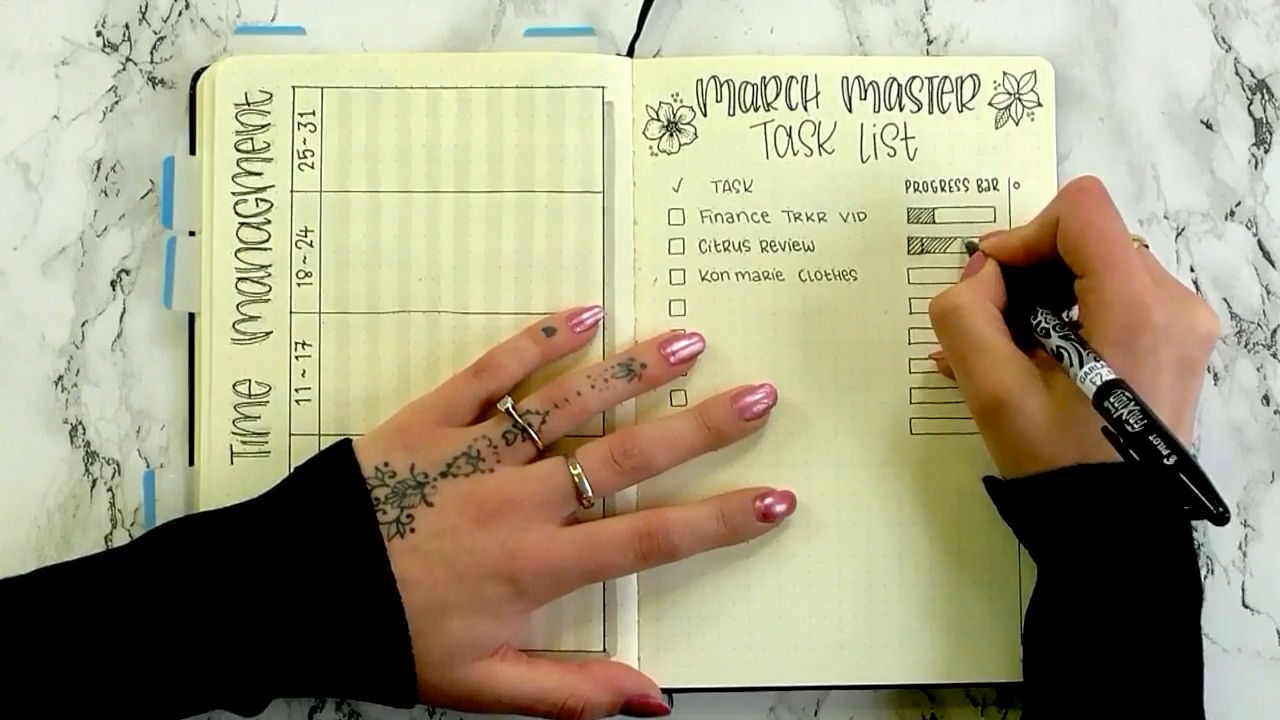 Time managment
25~31
18~24
11~17
march master
Task List
✓ TASK PROGRESS BAR
Finance TRKR VID
Citrus Review
Kon marie Clothes
PILOT